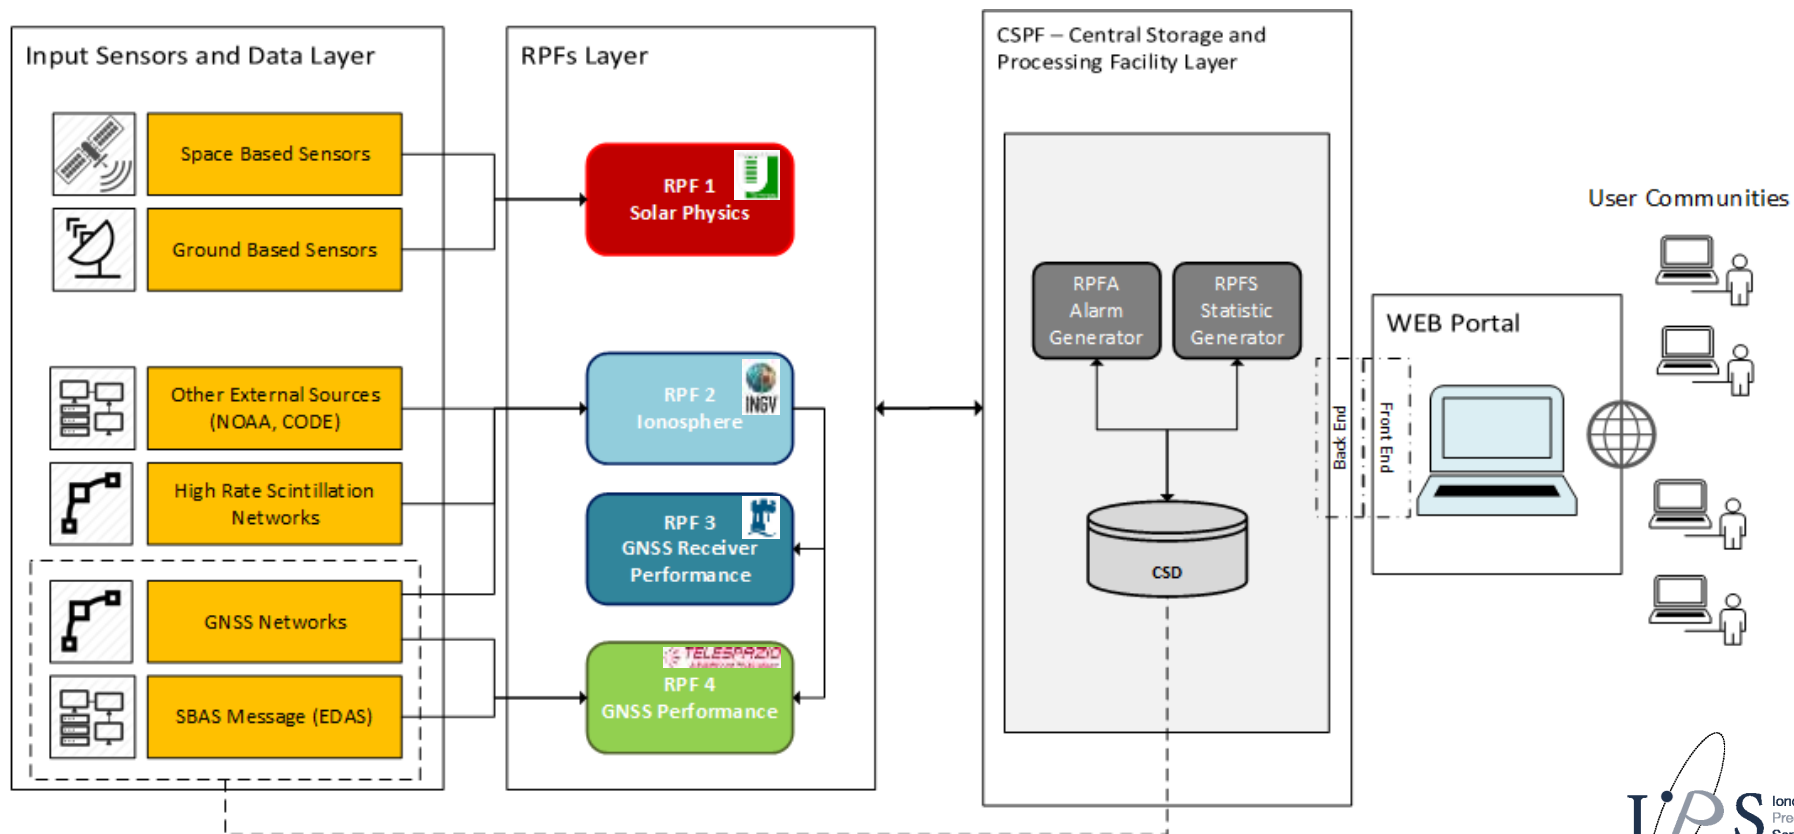 Input Sensors and Data Layer
Space Based Sensors
Ground Based Sensors
Other External Sources
(NOAA, CODE)
High Rate Scintillation
Networks
GNSS Networks
SBAS Message (EDAS)
RPFs Layer
RPF 1
Solar Physics
RPF 2
INGV
Ionosphere
RPF 3
GNSS Receiver
Performance
TELESPAZIO
RPF 4
GNSS Performance
CSPF – Central Storage and
Processing Facility Layer
RPFA
Alarm
Generator
RPFS
Statistic
Generator
CSD
Back End
Front End
WEB Portal
User Communities
IPS